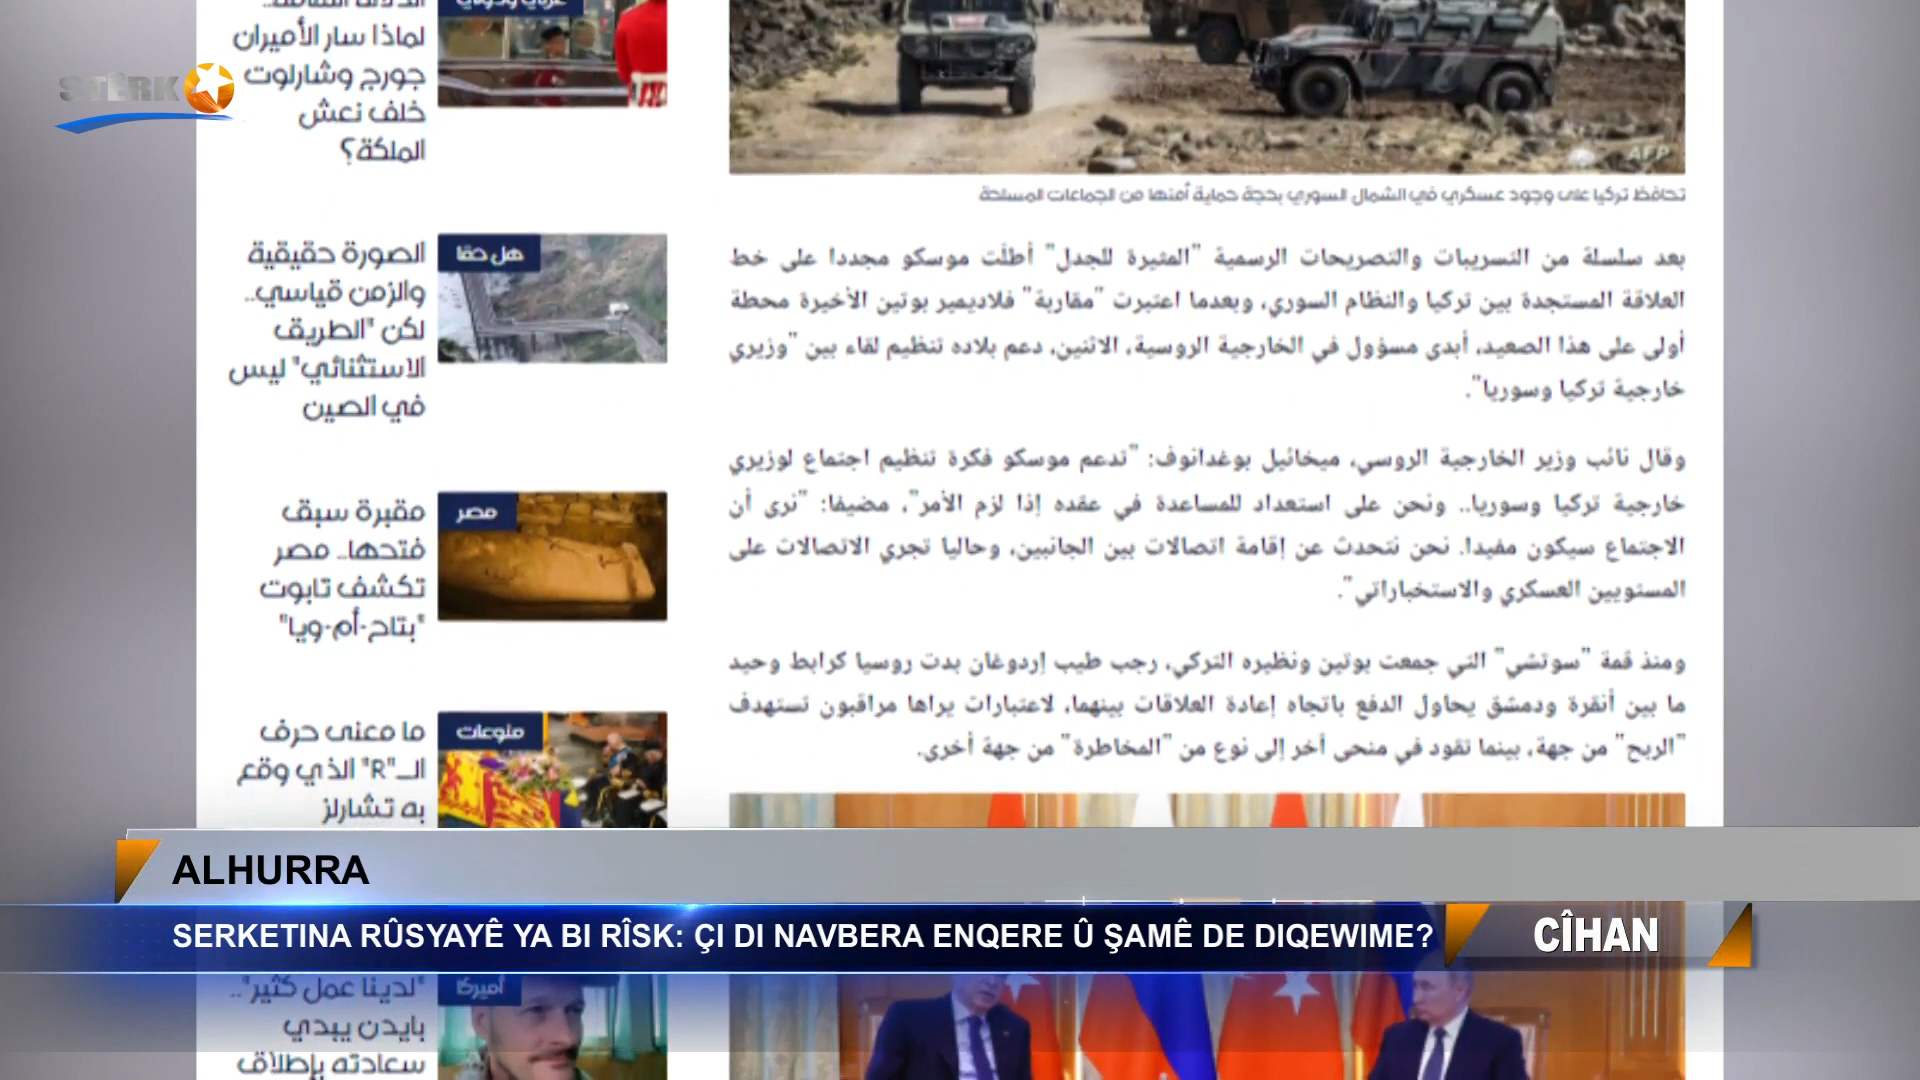 STÊRK
لماذا سار الأميران
جورج وشارلوت
خلف نعش
الملكة؟
هل حقا
الصورة حقيقية
والزمن قياسي..
لكن "الطريق
الاستثنائي" ليس
في الصين
مصر
مقبرة سبق
فتحها.. مصر
تكشف تابوت
"بتاح-أم-ويا"
منوعات
ما معنى حرف
الـ"R" الذي وقع
به تشارلز
أميركا
"لدينا عمل كثير"..
بايدن يبدي
سعادته بإطلاق
AFP
تحافظ تركيا على وجود عسكري في الشمال السوري بحجة حماية أمنها من الجماعات المسلحة
بعد سلسلة من التسريبات والتصريحات الرسمية "المثيرة للجدل" أطلّت موسكو مجددا على خط
العلاقة المستجدة بين تركيا والنظام السوري، وبعدما اعتبرت "مقاربة" فلاديمير بوتين الأخيرة محطة
أولى على هذا الصعيد، أبدى مسؤول في الخارجية الروسية، الاثنين، دعم بلاده تنظيم لقاء بين "وزيري
خارجية تركيا وسوريا".
وقال نائب وزير الخارجية الروسي، ميخائيل بوغدانوف: "تدعم موسكو فكرة تنظيم اجتماع لوزيري
خارجية تركيا وسوريا.. ونحن على استعداد للمساعدة في عقده إذا لزم الأمر"، مضيفا: "نرى أن
الاجتماع سيكون مفيدا. نحن نتحدث عن إقامة اتصالات بين الجانبين، وحاليا تجري الاتصالات على
المستويين العسكري والاستخباراتي".
ومنذ قمة "سوتشي" التي جمعت بوتين ونظيره التركي، رجب طيب إردوغان بدت روسيا كرابط وحيد
ما بين أنقرة ودمشق يحاول الدفع باتجاه إعادة العلاقات بينهما، لاعتبارات يراها مراقبون تستهدف
"الربح" من جهة، بينما تقود في منحى آخر إلى نوع من "المخاطرة" من جهة أخرى.
ALHURRA
SERKETINA RÛSYAYÊ YA BI RÎSK: ÇI DI NAVBERA ENQERE Û ŞAMÊ DE DIQEWIME?
CÎHAN